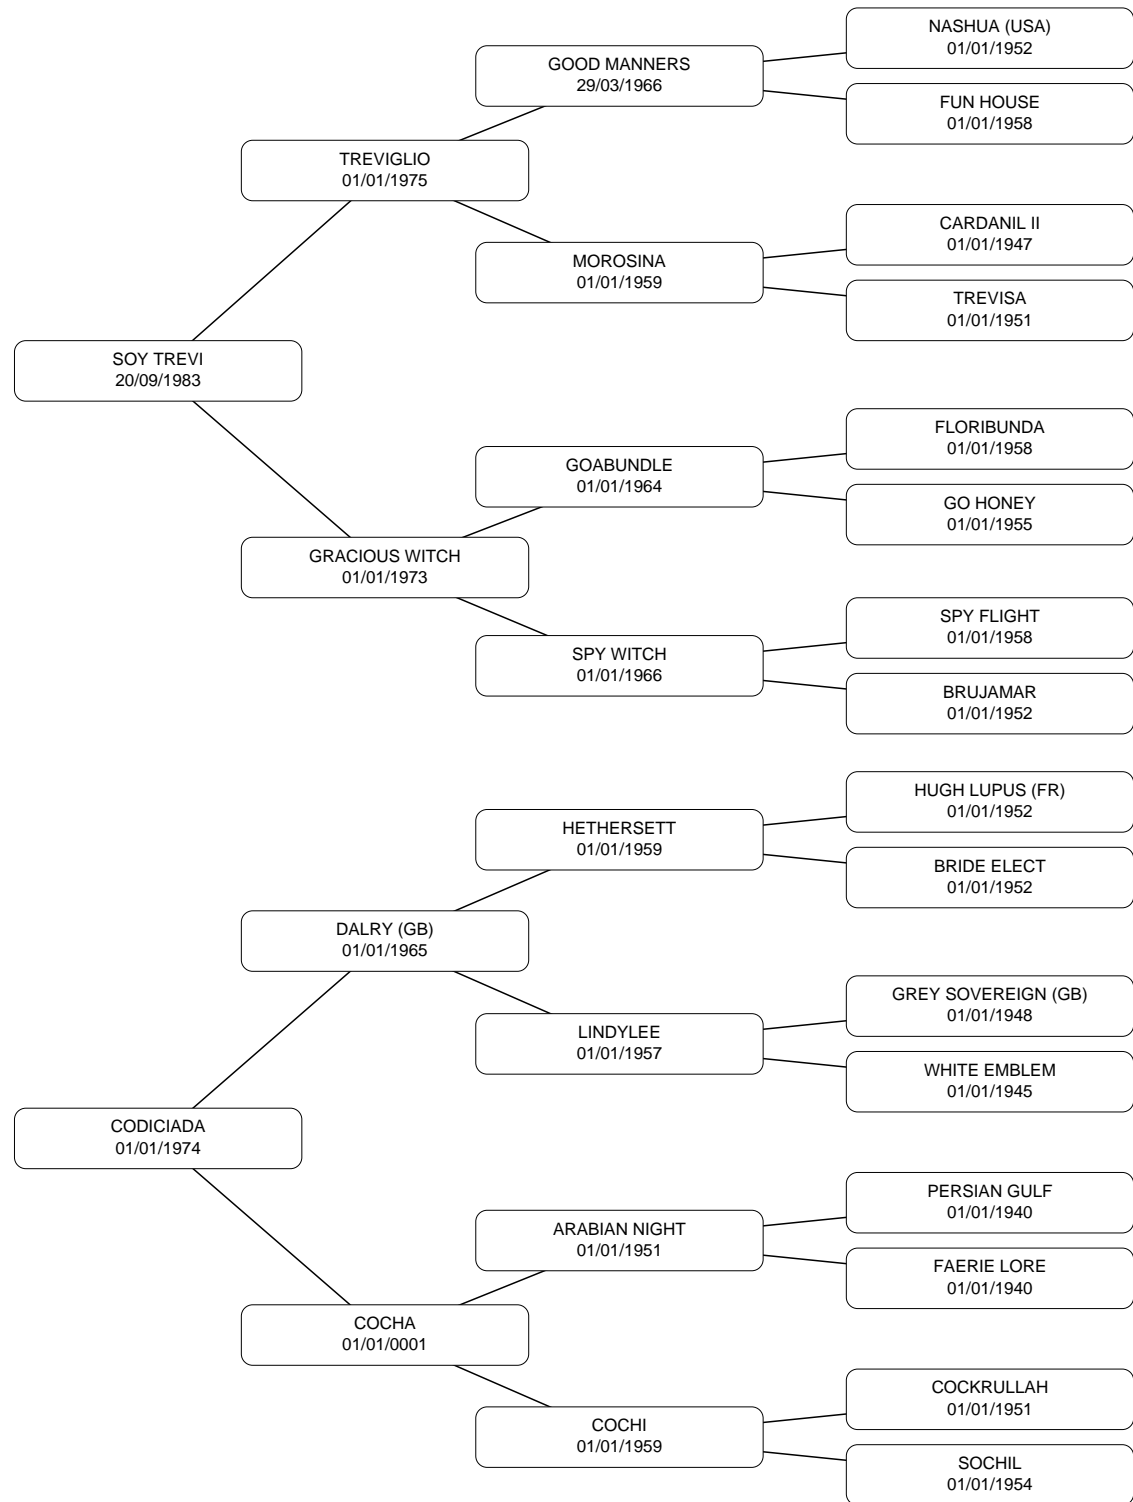 NASHUA (USA)
01/01/1952
GOOD MANNERS
29/03/1966
FUN HOUSE
01/01/1958
TREVIGLIO
01/01/1975
CARDANIL II
01/01/1947
MOROSINA
01/01/1959
TREVISA
01/01/1951
SOY TREVI
20/09/1983
FLORIBUNDA
01/01/1958
GOABUNDLE
01/01/1964
GO HONEY
01/01/1955
GRACIOUS WITCH
01/01/1973
SPY FLIGHT
01/01/1958
SPY WITCH
01/01/1966
BRUJAMAR
01/01/1952
HUGH LUPUS (FR)
01/01/1952
HETHERSETT
01/01/1959
BRIDE ELECT
01/01/1952
DALRY (GB)
01/01/1965
GREY SOVEREIGN (GB)
01/01/1948
LINDYLEE
01/01/1957
WHITE EMBLEM
01/01/1945
CODICIADA
01/01/1974
PERSIAN GULF
01/01/1940
ARABIAN NIGHT
01/01/1951
FAERIE LORE
01/01/1940
COCHA
01/01/0001
COCKRULLAH
01/01/1951
COCHI
01/01/1959
SOCHIL
01/01/1954